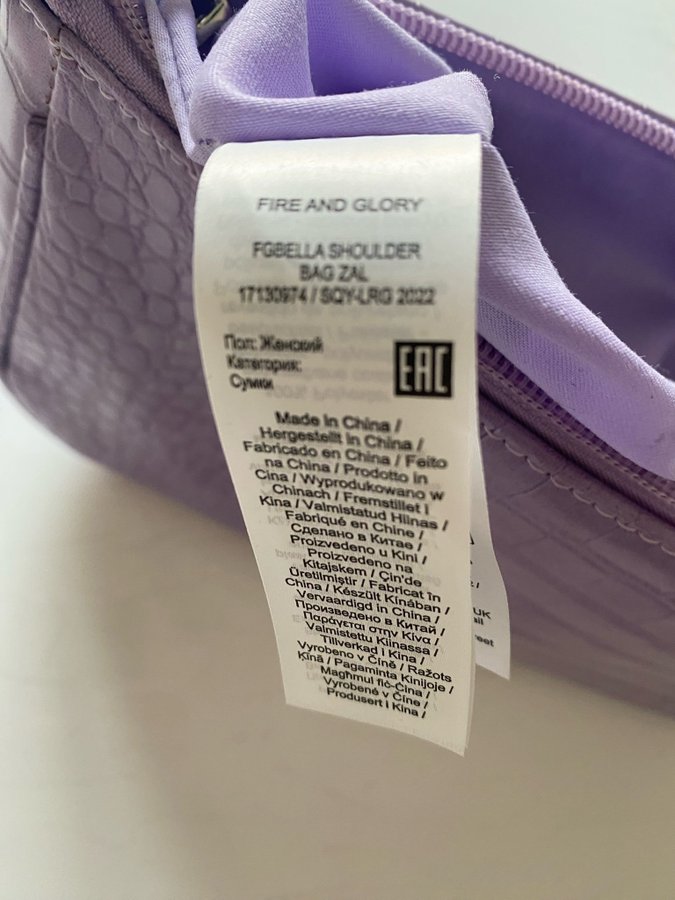 FIRE AND GLORY
FGBELLA SHOULDER
BAG ZAL
17130974 / SQY-LRG 2022
Пол: Женский
Категория:
Сумки
EAC
Made in China /
Hergestellt in China /
Fabricado en China / Feito
na China / Prodotto in
Cina / Wyprodukowano w
Chinach / Fremstillet i
Kina / Valmistatud Hiinas /
Fabriqué en Chine /
Сделано в Китае /
Proizvedeno u Kini /
Proizvedeno na
Kitajskem / Çin'de
Üretilmiştir / Fabricat în
China / Készült Kínában /
Vervaardigd in China /
Произведено в Китай /
Παράγεται στην Κίνα /
Valmistettu Kiinassa /
Tillverkad i Kina /
Vyrobeno v Číně / Ražots
Ķīnā / Pagaminta Kinijoje /
Magħmul fiċ-Ċina /
Vyrobené v Číne /
Produsert i Kina /
UK